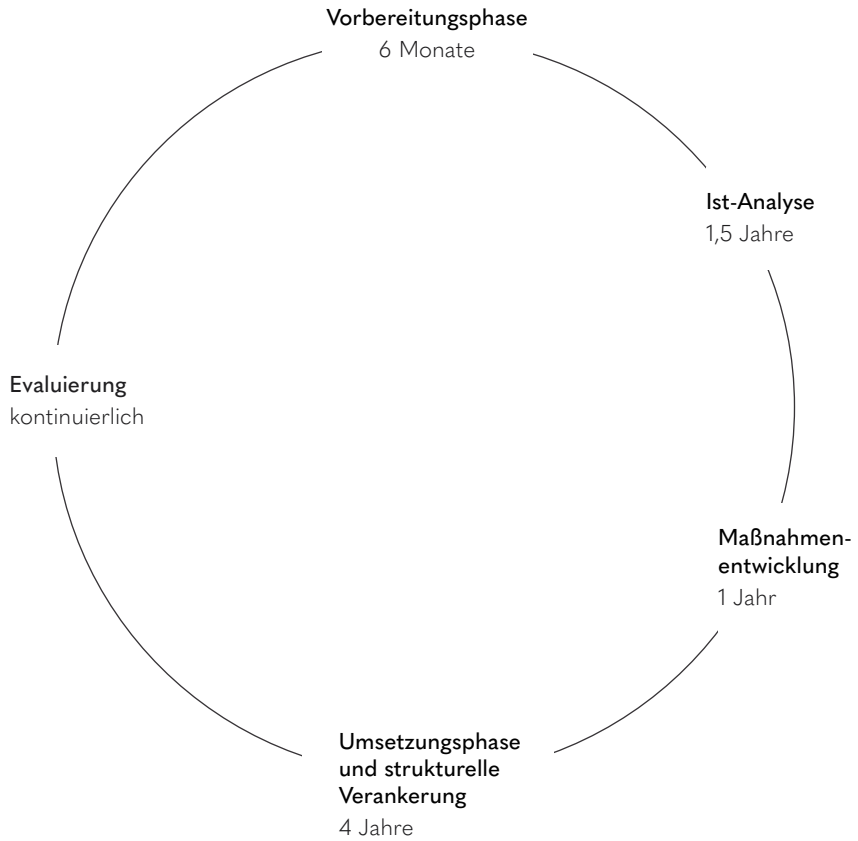 Vorbereitungsphase
6 Monate
Ist-Analyse
1,5 Jahre
Maßnahmen-
entwicklung
1 Jahr
Umsetzungsphase
und strukturelle
Verankerung
4 Jahre
Evaluierung
kontinuierlich